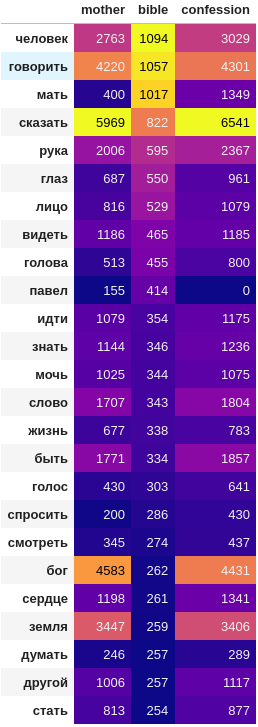 mother bible confession
человек 2763 1094 3029
говорить 4220 1057 4301
мать 400 1017 1349
сказать 5969 822 6541
рука 2006 595 2367
глаз 687 550 961
лицо 816 529 1079
видеть 1186 465 1185
голова 513 455 800
павел 155 414 0
идти 1079 354 1175
знать 1144 346 1236
мочь 1025 344 1075
слово 1707 343 1804
жизнь 677 338 783
быть 1771 334 1857
голос 430 303 641
спросить 200 286 430
смотреть 345 274 437
бог 4583 262 4431
сердце 1198 261 1341
земля 3447 259 3406
думать 246 257 289
другой 1006 257 1117
стать 813 254 877